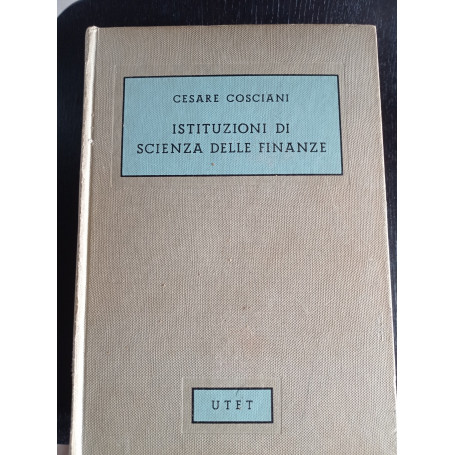 CESARE COSCIANI
ISTITUZIONI DI
SCIENZA DELLE FINANZE
UTET